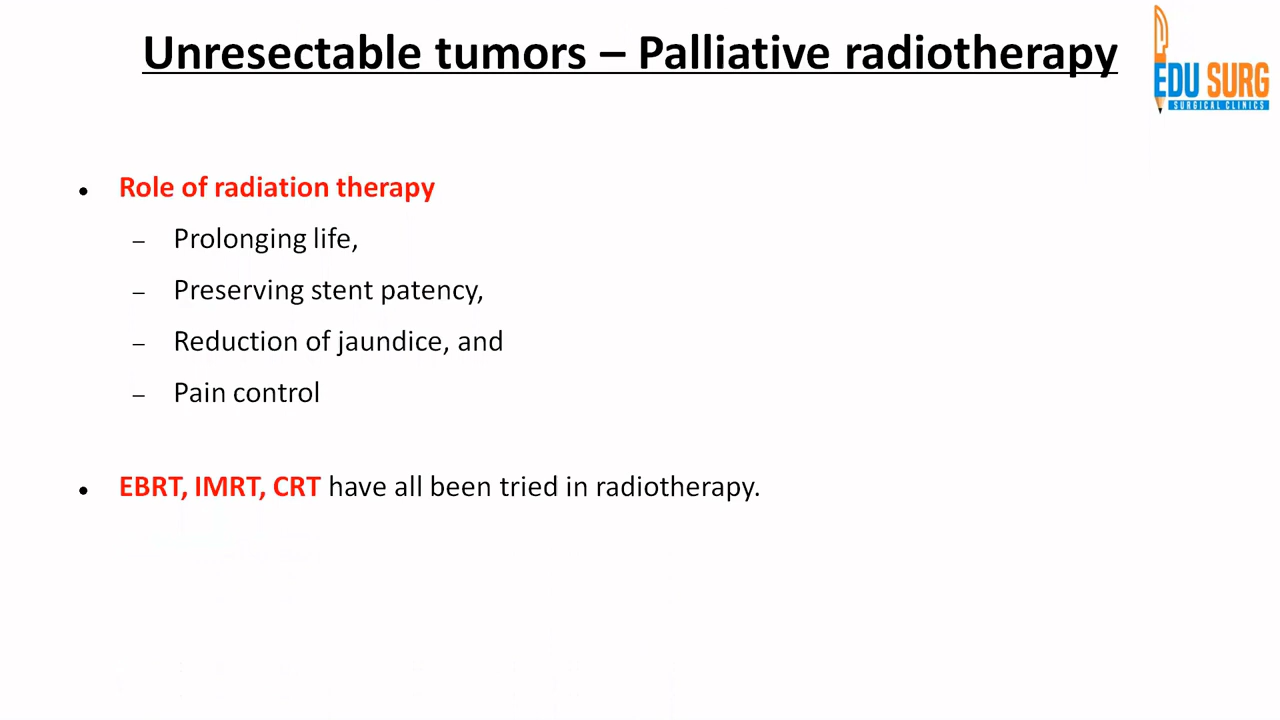 Unresectable tumors – Palliative radiotherapy
EDU SURG
SURGICAL CLINICS
• Role of radiation therapy
– Prolonging life,
– Preserving stent patency,
– Reduction of jaundice, and
– Pain control
• EBRT, IMRT, CRT have all been tried in radiotherapy.